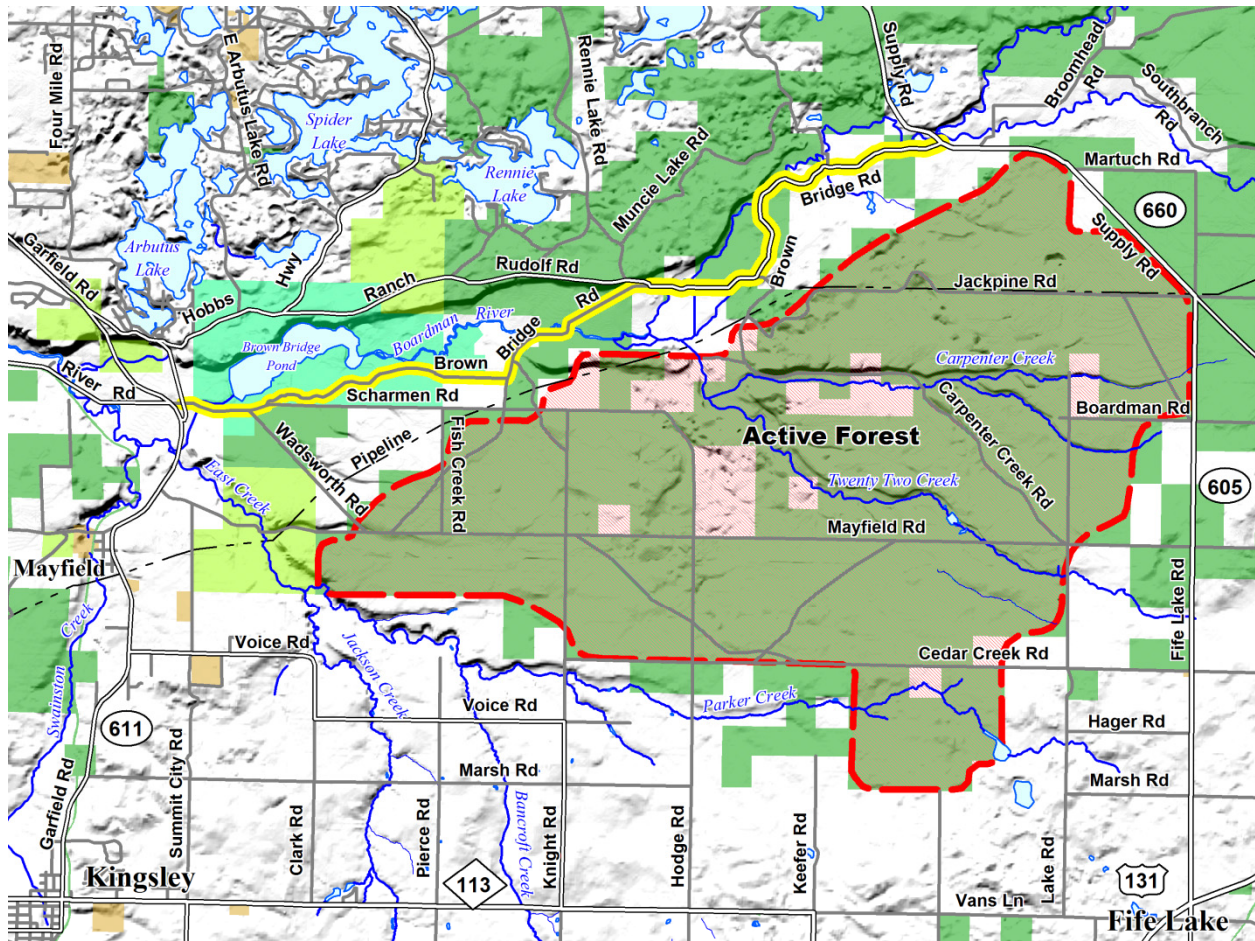 Four Mile Rd
E Arbutus Lake Rd
Spider
Lake
Rennie
Lake
Rennie Lake Rd
Muncie Lake Rd
Supply Rd
Broomhead
Rd
Southbranch
Rd
Martuch Rd
660
Supply Rd
Bridge Rd
Brown
Arbutus
Lake
Garfield Rd
Hobbs
Hwy
Ranch
Rudolf Rd
Jackpine Rd
Boardman River
Brown Bridge
Pond
Brown
Bridge
Rd
River
Rd
Scharmen Rd
Carpenter Creek
Carpenter Creek Rd
Boardman Rd
Wadsworth Rd
Pipeline
Fish Creek Rd
Active Forest
East Creek
Twenty Two Creek
605
Mayfield Rd
Mayfield
Swainston Creek
Voice Rd
Jackson Creek
Cedar Creek Rd
Fife Lake Rd
Voice Rd
Parker Creek
611
Hager Rd
Marsh Rd
Marsh Rd
Garfield Rd
Summit City Rd
Clark Rd
Pierce Rd
Bancroft Creek
Knight Rd
Hodge Rd
Keefer Rd
Lake Rd
Kingsley
113
131
Vans Ln
Fife Lake